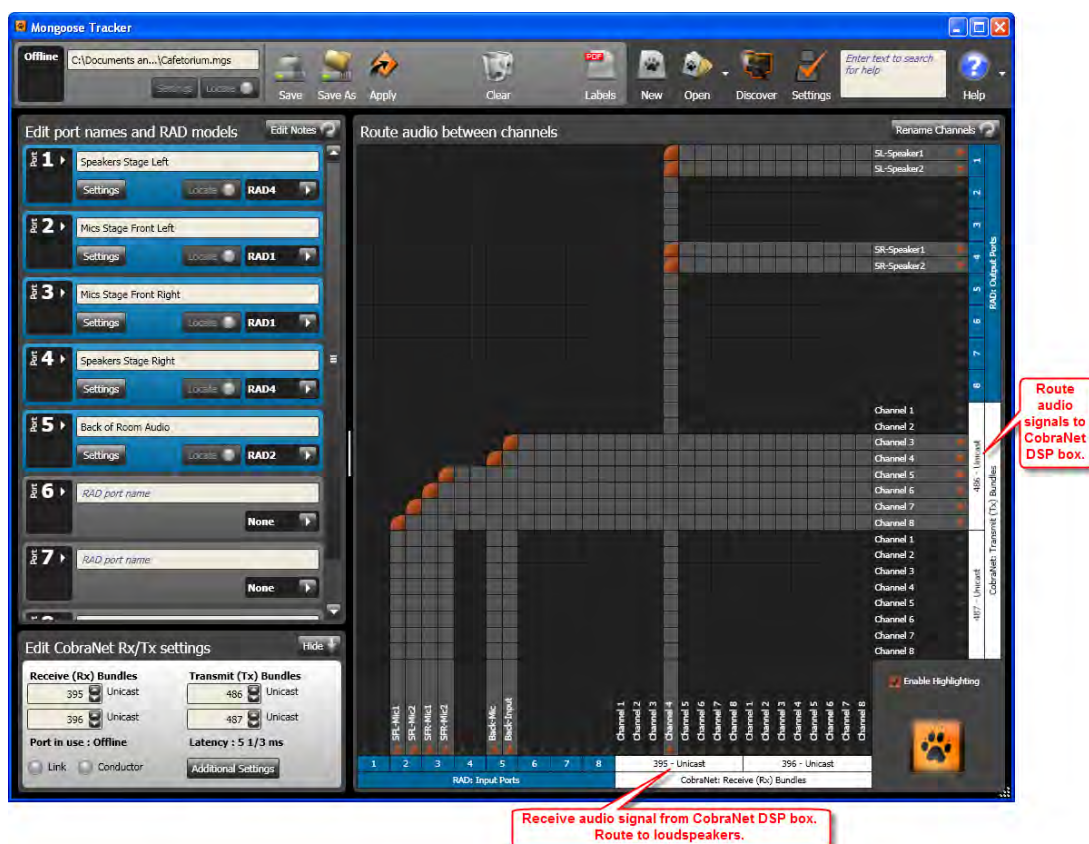 Mongoose Tracker
Offline
C:\Documents an...\Cafetorium.mgs
Settings
Locate
Save
Save As
Apply
Clear
PDF
Labels
New
Open
Discover
Settings
Enter text to search
for help
?
Help
Edit port names and RAD models
Edit Notes
Port 1
Speakers Stage Left
Settings
Locate
RAD4
Port 2
Mics Stage Front Left
Settings
Locate
RAD1
Port 3
Mics Stage Front Right
Settings
Locate
RAD1
Port 4
Speakers Stage Right
Settings
Locate
RAD4
Port 5
Back of Room Audio
Settings
Locate
RAD2
Port 6
RAD port name
None
Port 7
RAD port name
None
Edit CobraNet Rx/Tx settings
Hide
Receive (Rx) Bundles
395 Unicast
396 Unicast
Transmit (Tx) Bundles
486 Unicast
487 Unicast
Port in use : Offline
Latency : 5 1/3 ms
Link
Conductor
Additional Settings
Route audio between channels
Rename Channels
SL-Speaker1
SL-Speaker2
SR-Speaker1
SR-Speaker2
1
2
3
4
5
6
7
8
RAD: Output Ports
Channel 1
Channel 2
Channel 3
Channel 4
Channel 5
Channel 6
Channel 7
Channel 8
486 - Unicast
Channel 1
Channel 2
Channel 3
Channel 4
Channel 5
Channel 6
Channel 7
Channel 8
487 - Unicast
CobraNet: Transmit (Tx) Bundles
Enable Highlighting
SFL-Mic1
SFL-Mic2
SFR-Mic1
SFR-Mic2
Back-Mic
Back-Input
Channel 1
Channel 2
Channel 3
Channel 4
Channel 5
Channel 6
Channel 7
Channel 8
Channel 1
Channel 2
Channel 3
Channel 4
Channel 5
Channel 6
Channel 7
Channel 8
1 2 3 4 5 6 7 8
RAD: Input Ports
395 - Unicast
396 - Unicast
CobraNet: Receive (Rx) Bundles
Route
audio
signals to
CobraNet
DSP box.
Receive audio signal from CobraNet DSP box.
Route to loudspeakers.